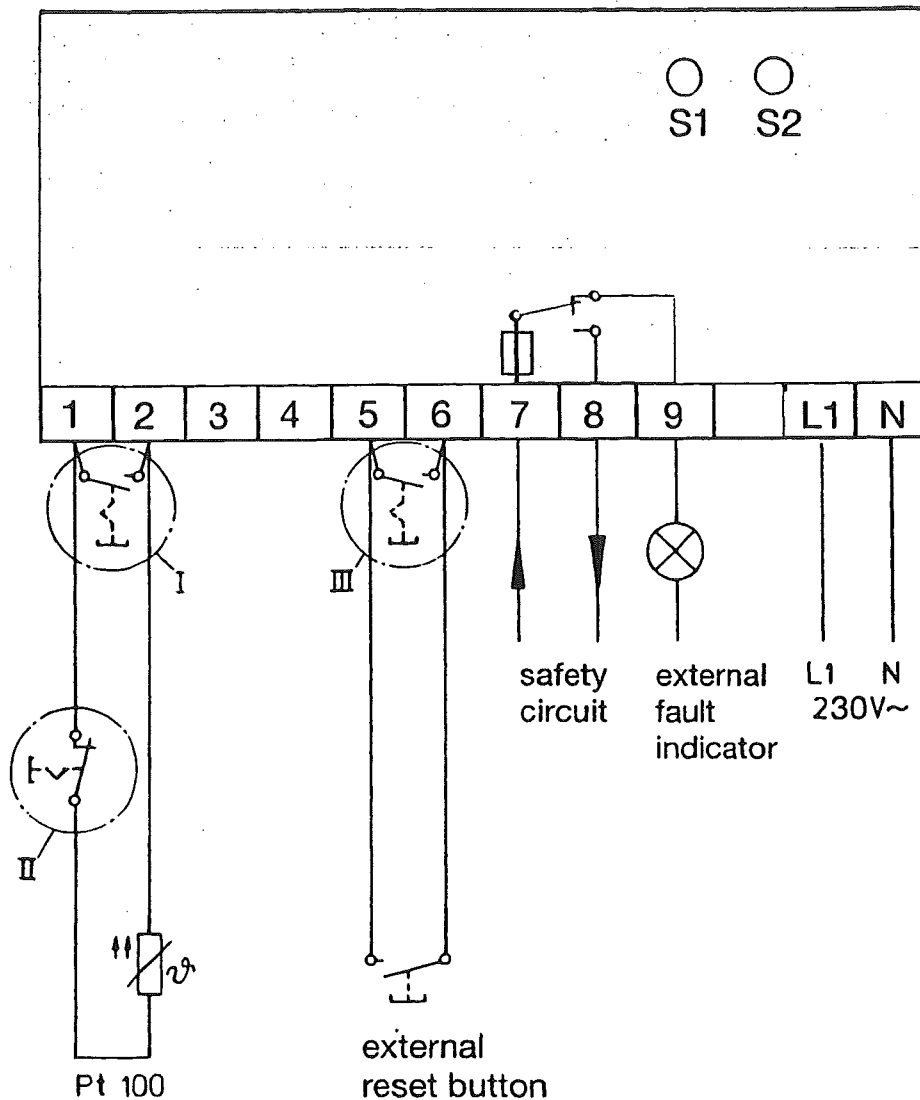 S1 S2
1 2 3 4 5 6 7 8 9 L1 N
I
III
II
safety
circuit
external
fault
indicator
L1 N
230V~
ϑ
Pt 100
external
reset button